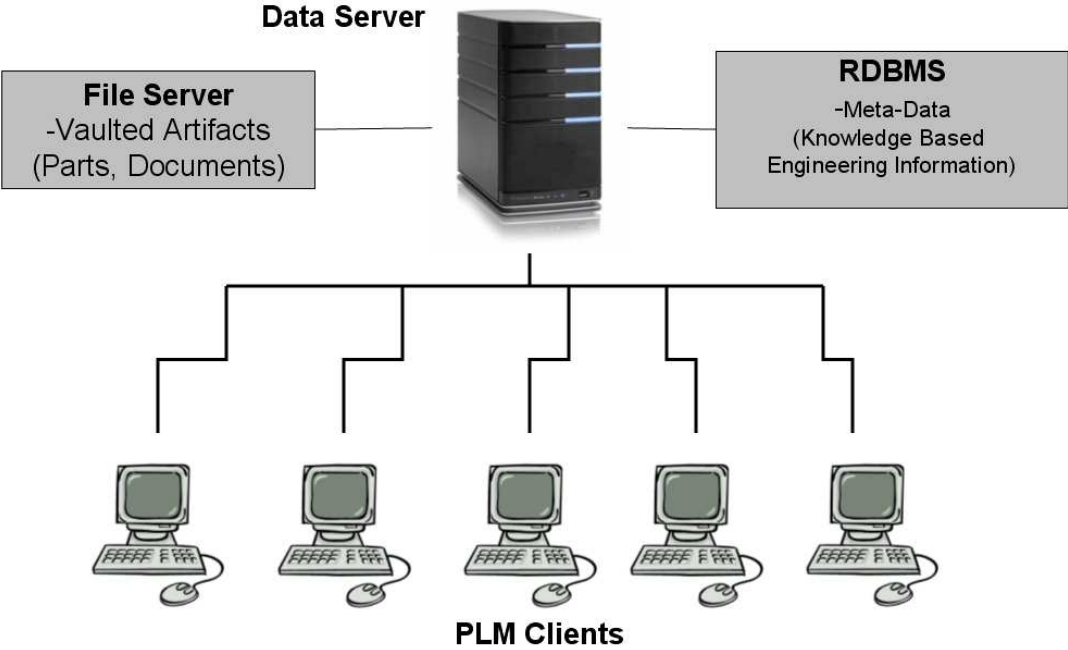 Data Server
File Server
-Vaulted Artifacts
(Parts, Documents)
RDBMS
-Meta-Data
(Knowledge Based
Engineering Information)
PLM Clients